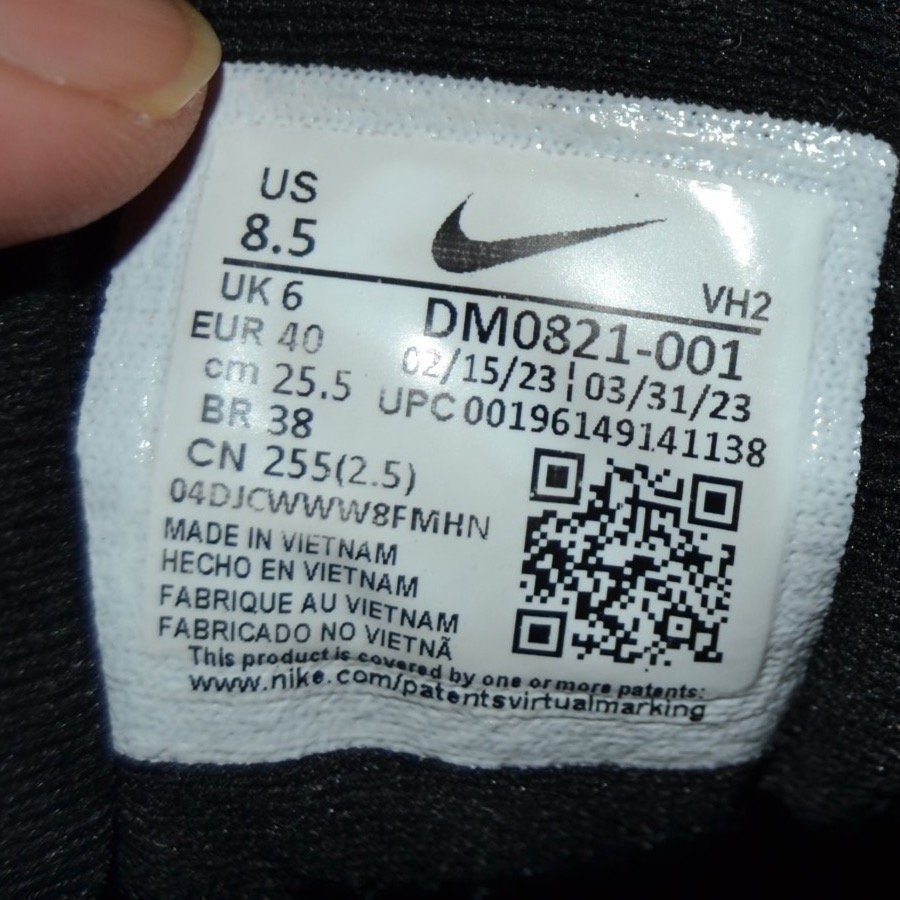 US
8.5
UK 6
EUR 40
cm 25.5
BR 38
CN 255(2.5)
VH2
DM0821-001
02/15/23 ¦ 03/31/23
UPC 00196149141138
04DJCWWW8FMHN
MADE IN VIETNAM
HECHO EN VIETNAM
FABRIQUE AU VIETNAM
FABRICADO NO VIETNÃ
This product is covered by one or more patents:
www.nike.com/patentsvirtualmarking